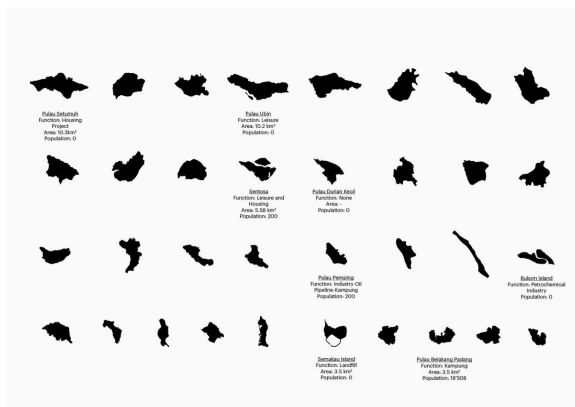 Pulau Setumuh
Function: Housing
Project
Area: 10.3km²
Population: 0
Pulau Ubin
Function: Leisure
Area: 10.2 km²
Population: 0
Sentosa
Function: Leisure and
Housing
Area: 5.58 km²
Population: 200
Pulau Durian Kecil
Function: None
Area: -
Population: 0
Pulau Pemping
Function: Industry Oil
Pipeline-Kampung
Population: 200
Bukom Island
Function: Petrochemical
Industry
Population: 0
Semakau Island
Function: Landfill
Area: 3.5 km²
Population: 0
Pulau Belakang Padang
Function: Kampung
Area: 3.5 km²
Population: 18'508